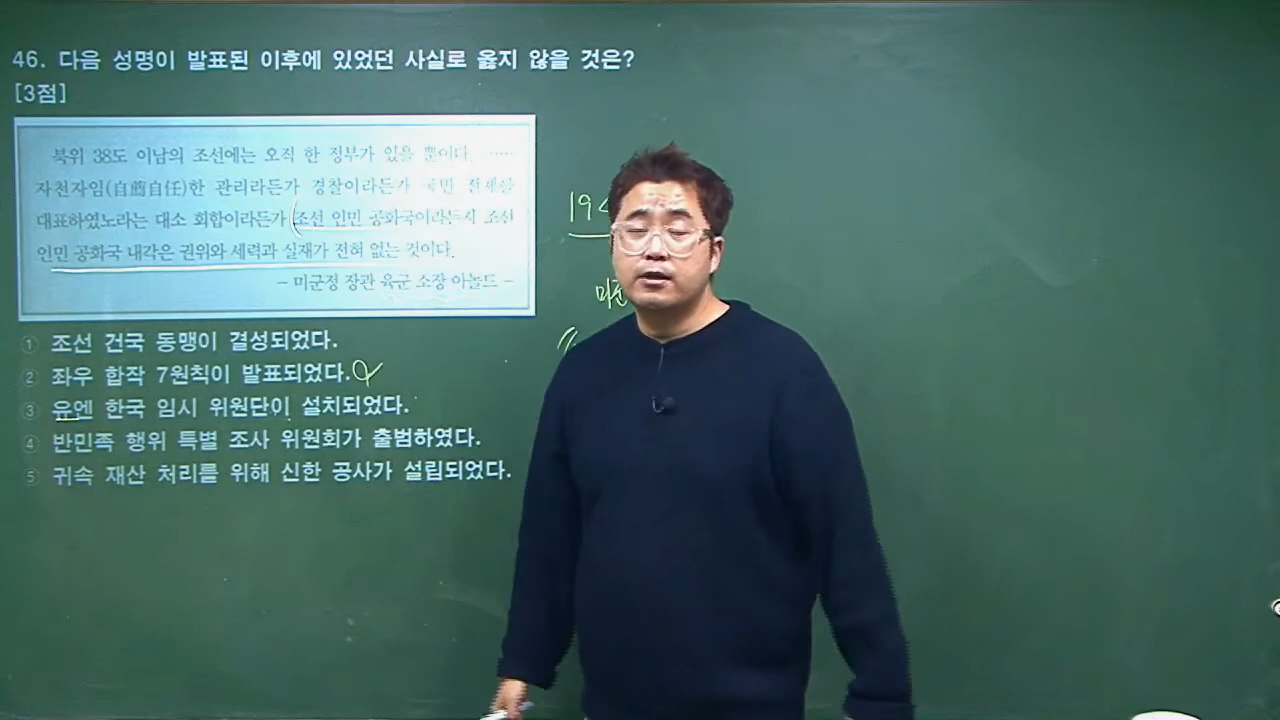 46. 다음 성명이 발표된 이후에 있었던 사실로 옳지 않을 것은?
[3점]
북위 38도 이남의 조선에는 오직 한 정부가 있을 뿐이다. ……
자천자임(自薦自任)한 관리라든가 경찰이라든가 국민 전체를
대표하였노라는 대소 회합이라든가 조선 인민 공화국이라든지 조선
인민 공화국 내각은 권위와 세력과 실재가 전혀 없는 것이다.
- 미군정 장관 육군 소장 아놀드 -
① 조선 건국 동맹이 결성되었다.
② 좌우 합작 7원칙이 발표되었다.
③ 유엔 한국 임시 위원단이 설치되었다.
④ 반민족 행위 특별 조사 위원회가 출범하였다.
⑤ 귀속 재산 처리를 위해 신한 공사가 설립되었다.